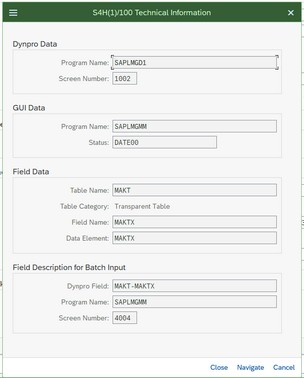 S4H(1)/100 Technical Information
Dynpro Data
Program Name: SAPLMGD1
Screen Number: 1002
GUI Data
Program Name: SAPLMGMM
Status: DATE00
Field Data
Table Name: MAKT
Table Category: Transparent Table
Field Name: MAKTX
Data Element: MAKTX
Field Description for Batch Input
Dynpro Field: MAKT-MAKTX
Program Name: SAPLMGMM
Screen Number: 4004
Close Navigate Cancel